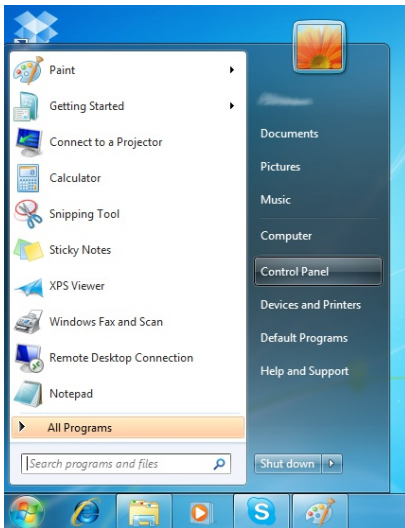 Paint
Getting Started
Connect to a Projector
Calculator
Snipping Tool
Sticky Notes
XPS Viewer
Windows Fax and Scan
Remote Desktop Connection
Notepad
All Programs
Search programs and files
Documents
Pictures
Music
Computer
Control Panel
Devices and Printers
Default Programs
Help and Support
Shut down